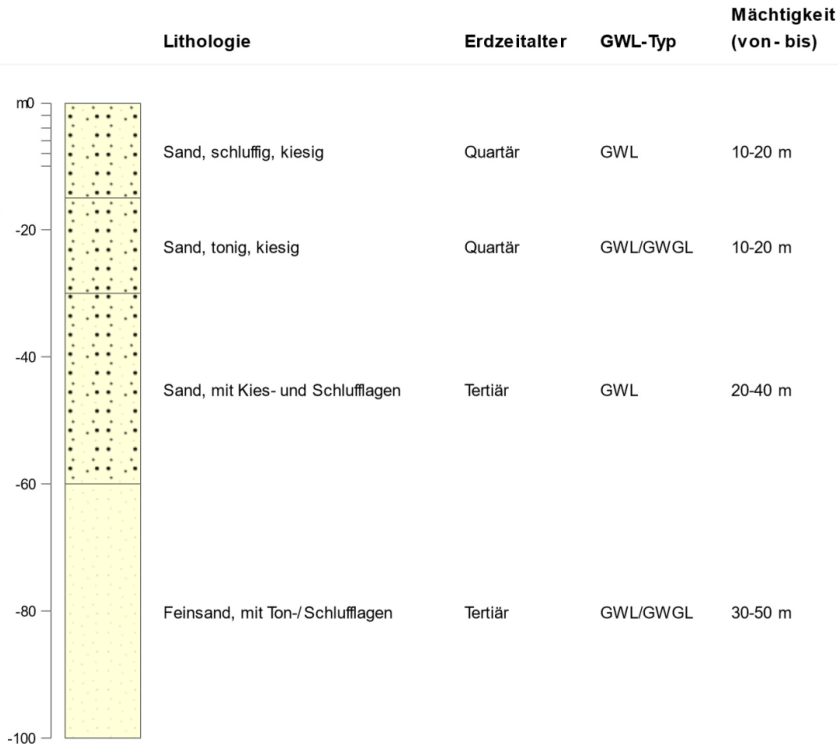 Lithologie Erdzeitalter GWL-Typ Mächtigkeit
(von - bis)
m0
Sand, schluffig, kiesig Quartär GWL 10-20 m
-20
Sand, tonig, kiesig Quartär GWL/GWGL 10-20 m
-40
Sand, mit Kies- und Schlufflagen Tertiär GWL 20-40 m
-60
-80 Feinsand, mit Ton-/Schlufflagen Tertiär GWL/GWGL 30-50 m
-100